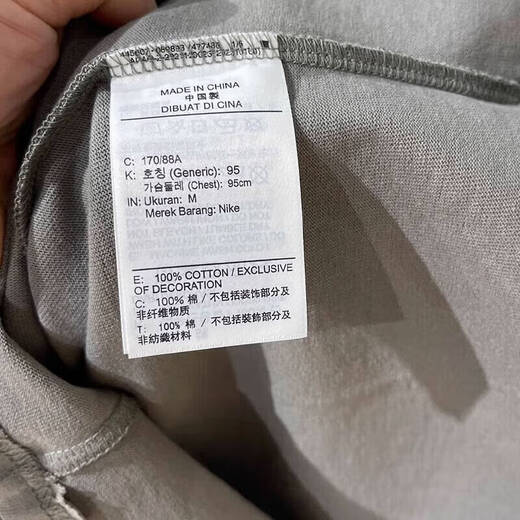 MADE IN CHINA
中国製
DIBUAT DI CINA
C: 170/88A
K: 호칭 (Generic): 95
가슴둘레 (Chest): 95cm
IN: Ukuran: M
Merek Barang: Nike
E: 100% COTTON / EXCLUSIVE
OF DECORATION
C: 100% 棉 / 不包括装饰部分及
非纤维物质
T: 100% 棉 / 不包括裝飾部分及
非紡織材料